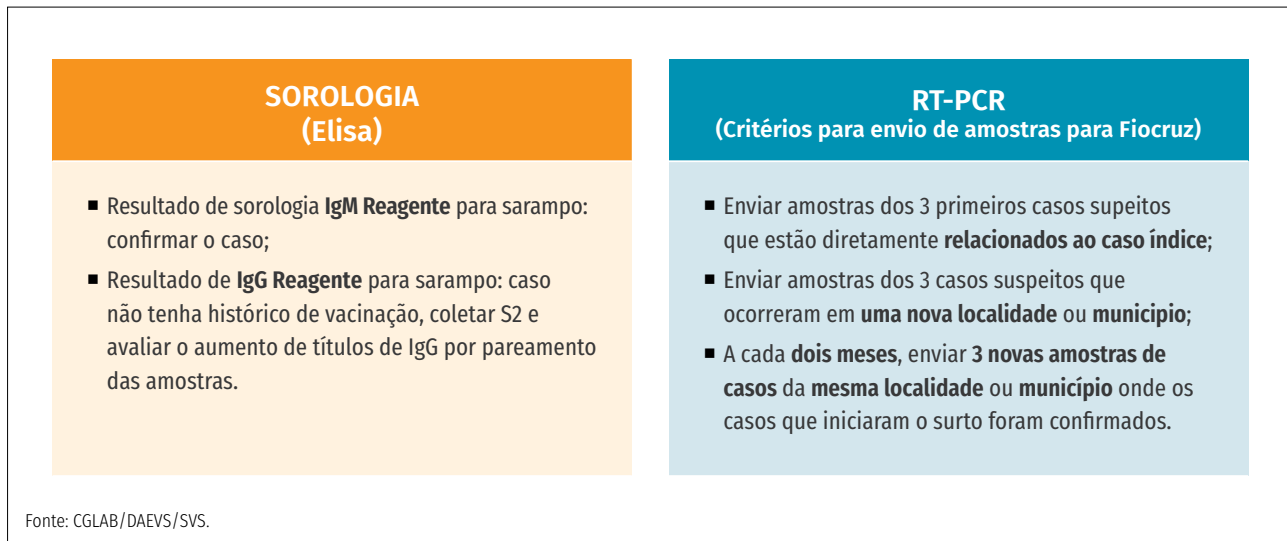 SOROLOGIA
(Elisa)
■ Resultado de sorologia IgM Reagente para sarampo:
confirmar o caso;
■ Resultado de IgG Reagente para sarampo: caso
não tenha histórico de vacinação, coletar S2 e
avaliar o aumento de títulos de IgG por pareamento
das amostras.
RT-PCR
(Critérios para envio de amostras para Fiocruz)
■ Enviar amostras dos 3 primeiros casos supeitos
que estão diretamente relacionados ao caso índice;
■ Enviar amostras dos 3 casos suspeitos que
ocorreram em uma nova localidade ou municipio;
■ A cada dois meses, enviar 3 novas amostras de
casos da mesma localidade ou município onde os
casos que iniciaram o surto foram confirmados.
Fonte: CGLAB/DAEVS/SVS.